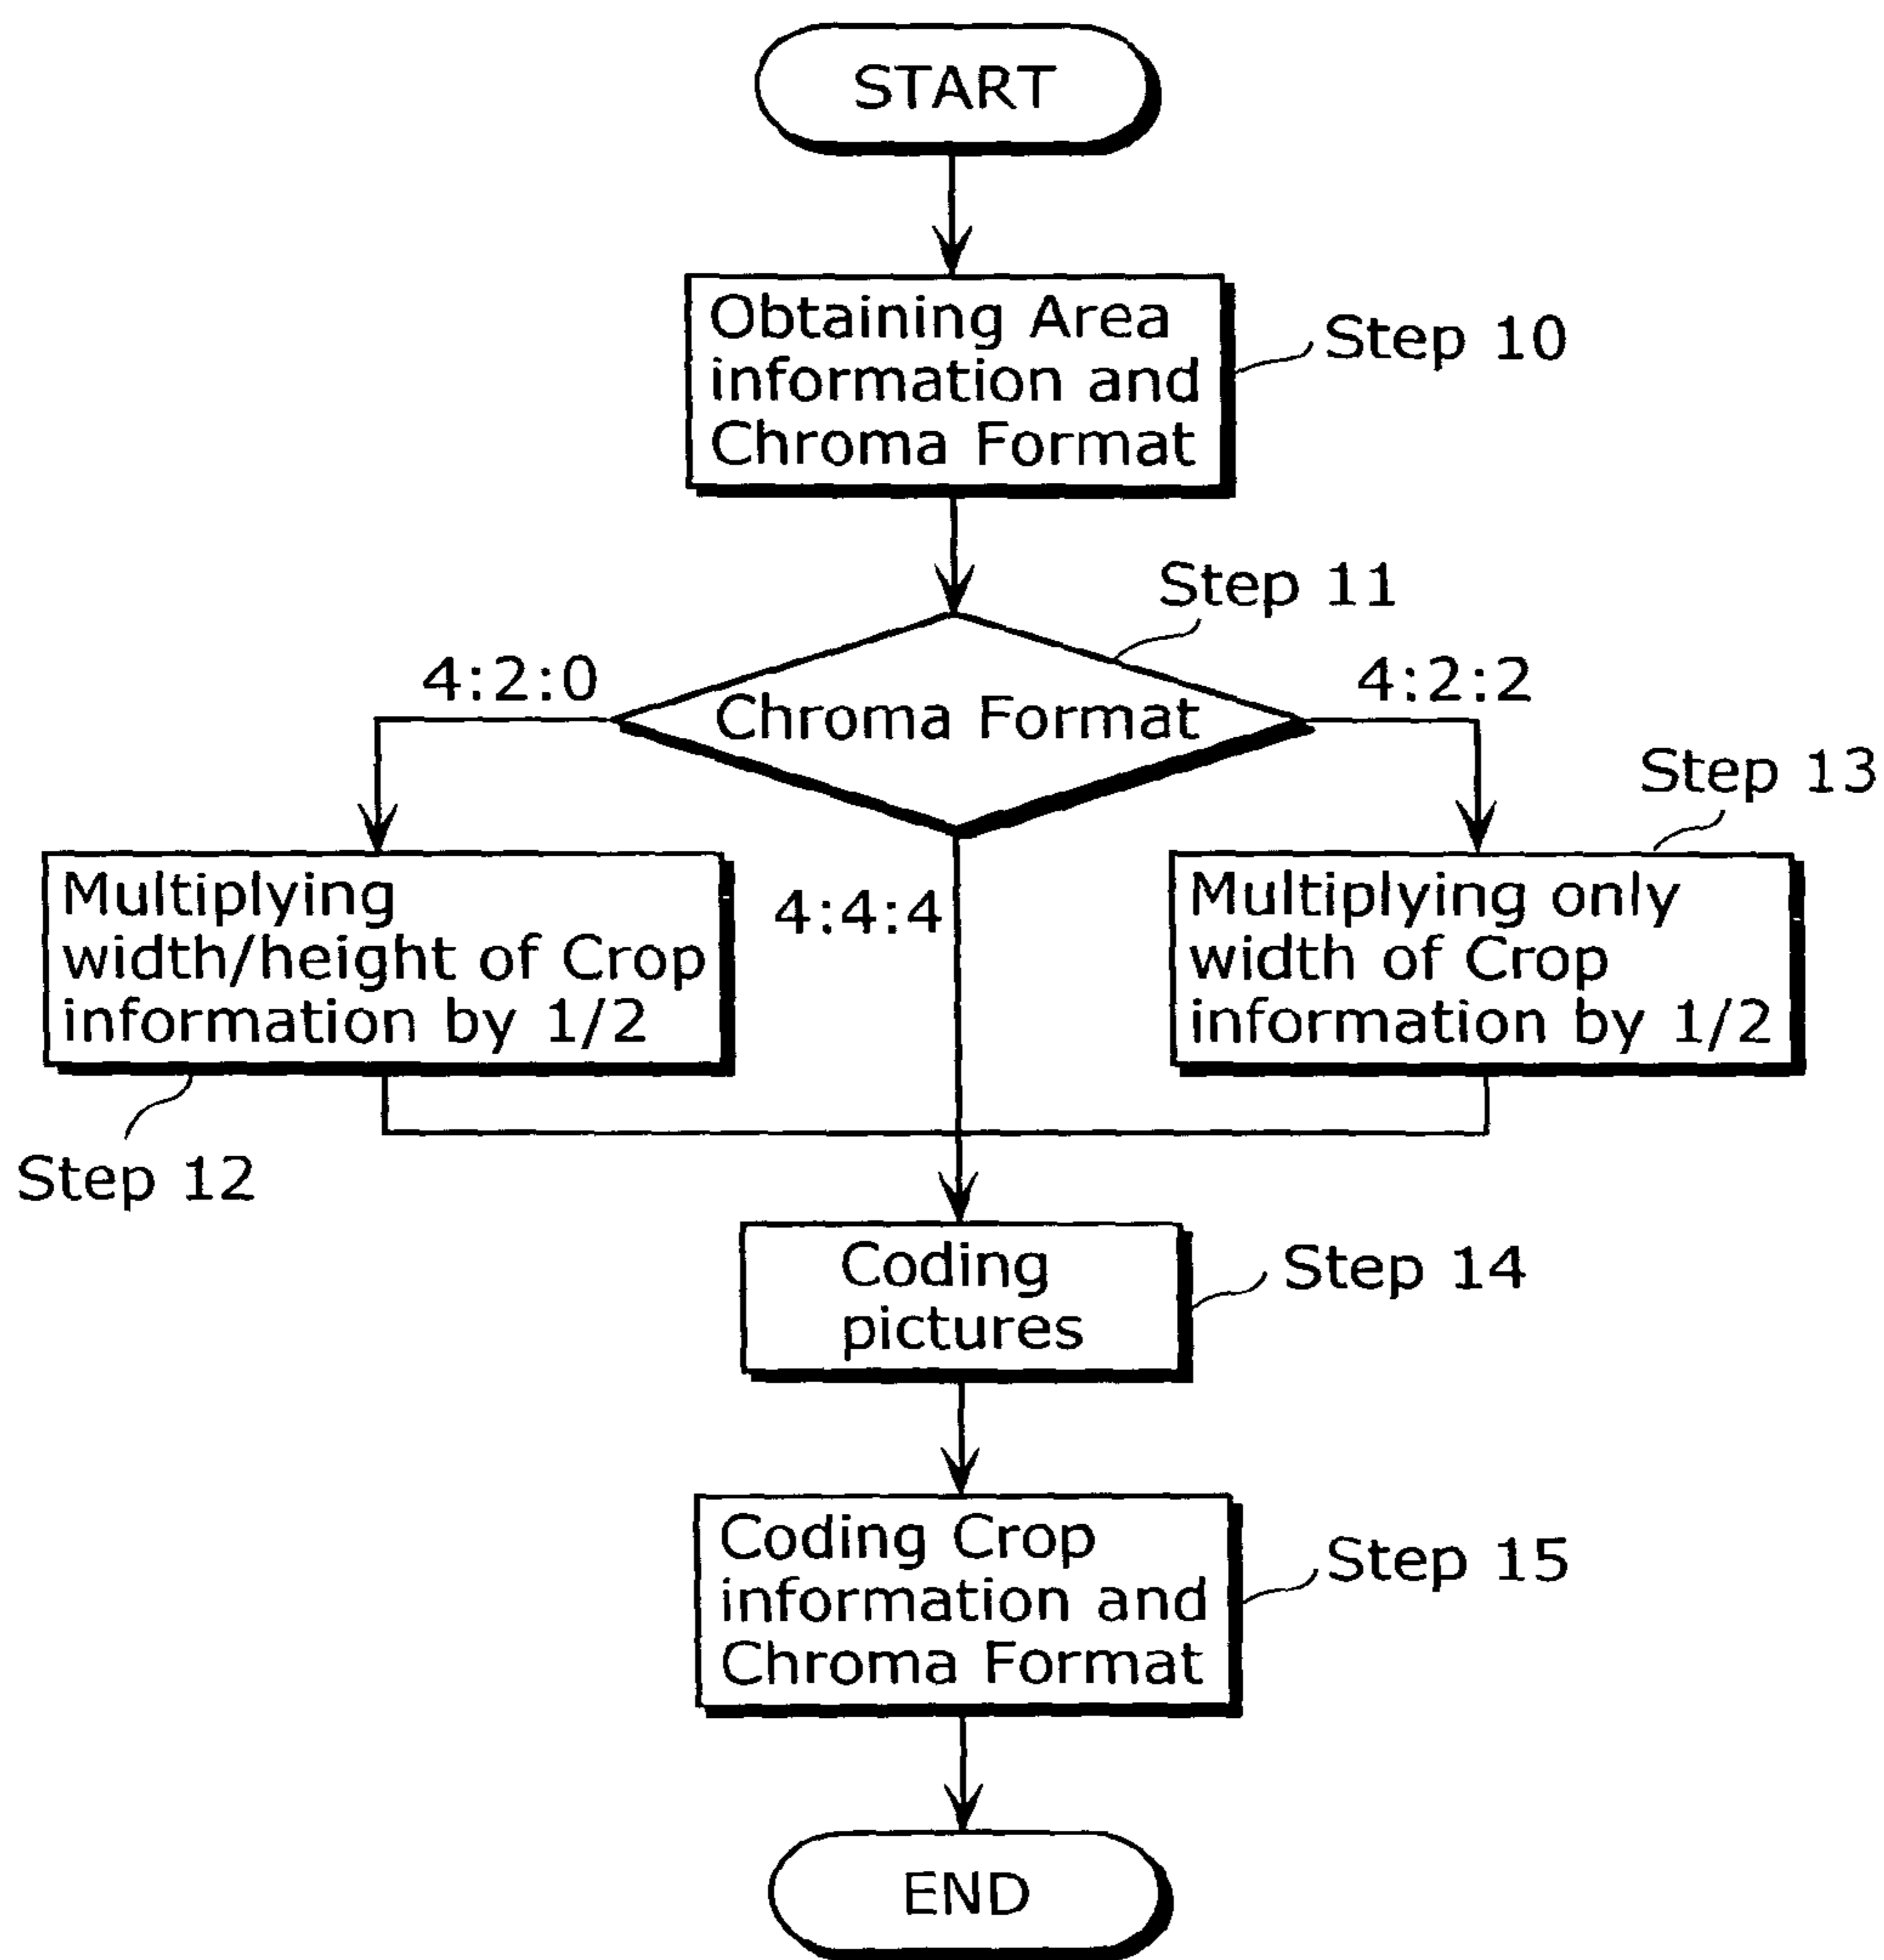 START
Obtaining Area
information and
Chroma Format
Step 10
Step 11
4:2:0
Chroma Format
4:2:2
Step 13
Multiplying
width/height of Crop
information by 1/2
4:4:4
Multiplying only
width of Crop
information by 1/2
Step 12
Coding
pictures
Step 14
Coding Crop
information and
Chroma Format
Step 15
END